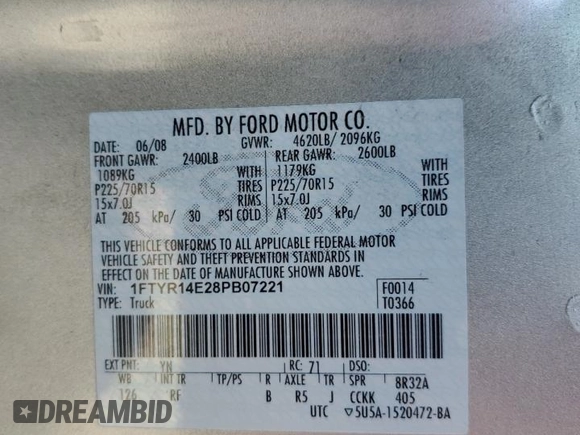 MFD. BY FORD MOTOR CO.
DATE: 06/08 GVWR: 4620LB/ 2096KG
FRONT GAWR: 2400LB REAR GAWR: 2600LB
1089KG WITH 1179KG WITH
P225/70R15 TIRES P225/70R15 TIRES
15x7.0J RIMS 15x7.0J RIMS
AT 205 kPa/ 30 PSI COLD AT 205 kPa/ 30 PSI COLD
THIS VEHICLE CONFORMS TO ALL APPLICABLE FEDERAL MOTOR
VEHICLE SAFETY AND THEFT PREVENTION STANDARDS IN
EFFECT ON THE DATE OF MANUFACTURE SHOWN ABOVE.
VIN: 1FTYR14E28PB07221 F0014
TYPE: Truck T0366
EXT PNT: YN RC: 71 DSO:
WB INT TR TP/PS R AXLE TR SPR 8R32A
126 RF B R5 J CCKK 405
UTC ▽5U5A-1520472-BA
DREAMBID